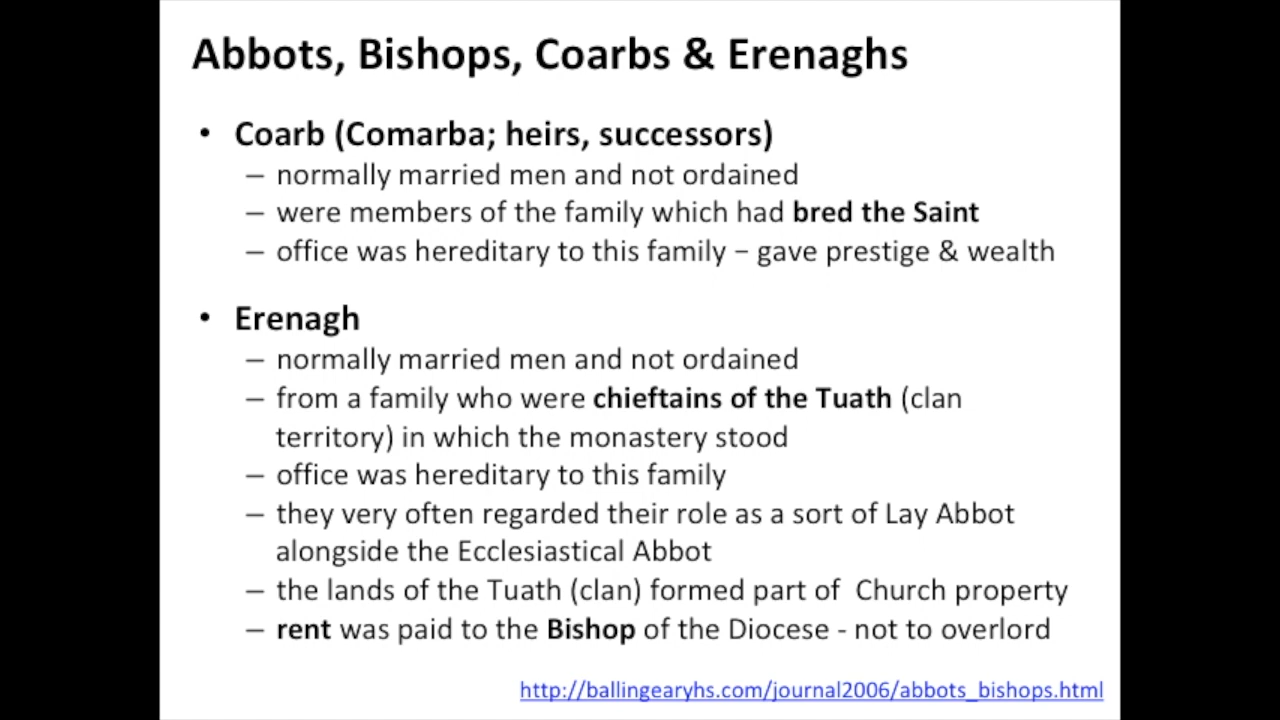 Abbots, Bishops, Coarbs & Erenaghs
• Coarb (Comarba; heirs, successors)
– normally married men and not ordained
– were members of the family which had bred the Saint
– office was hereditary to this family – gave prestige & wealth
• Erenagh
– normally married men and not ordained
– from a family who were chieftains of the Tuath (clan
territory) in which the monastery stood
– office was hereditary to this family
– they very often regarded their role as a sort of Lay Abbot
alongside the Ecclesiastical Abbot
– the lands of the Tuath (clan) formed part of  Church property
– rent was paid to the Bishop of the Diocese - not to overlord
http://ballingearyhs.com/journal2006/abbots_bishops.html